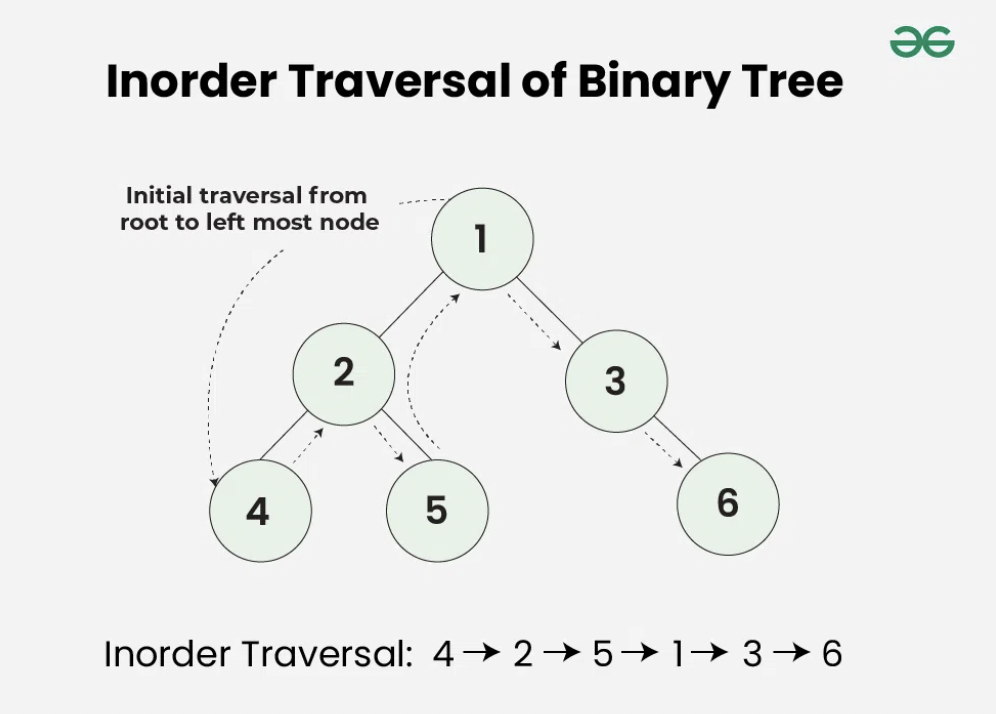 Inorder Traversal of Binary Tree
Initial traversal from
root to left most node
1
2
3
4
5
6
Inorder Traversal: 4 → 2 → 5 → 1 → 3 → 6